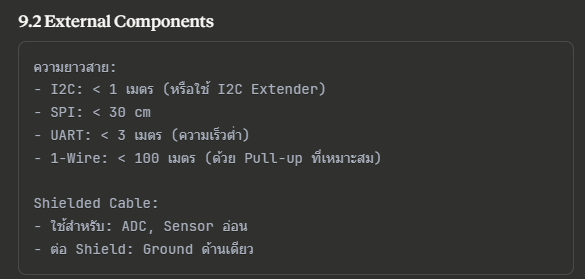 9.2 External Components
ความยาวสาย:
- I2C: < 1 เมตร (หรือใช้ I2C Extender)
- SPI: < 30 cm
- UART: < 3 เมตร (ความเร็วต่ำ)
- 1-Wire: < 100 เมตร (ด้วย Pull-up ที่เหมาะสม)
Shielded Cable:
- ใช้สำหรับ: ADC, Sensor อ่อน
- ต่อ Shield: Ground ด้านเดียว